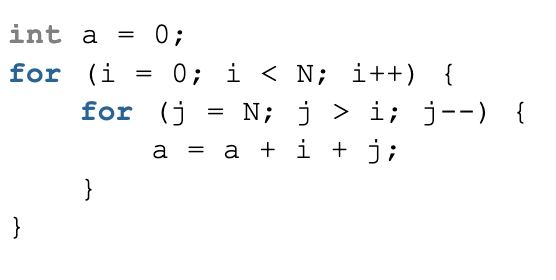 int a = 0;
for (i = 0; i < N; i++) {
    for (j = N; j > i; j--) {
        a = a + i + j;
    }
}